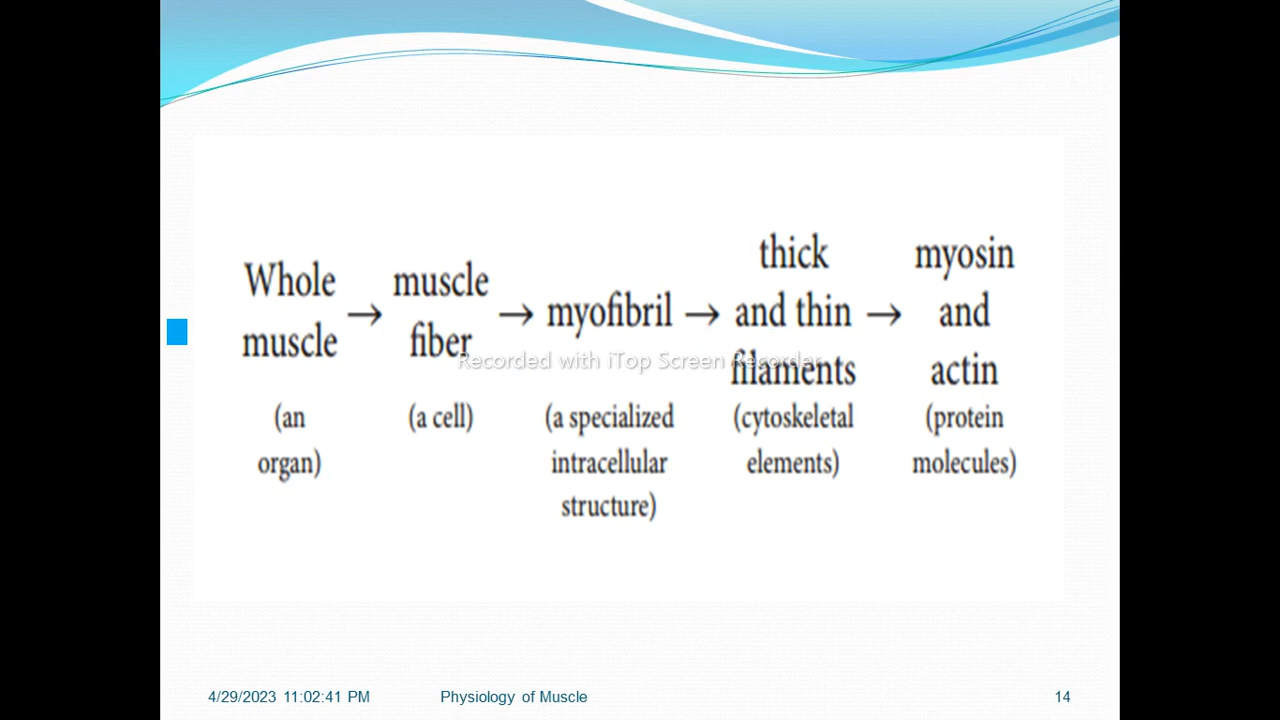 Whole muscle → muscle fiber → myofibril → thick and thin filaments → myosin and actin
(an organ) (a cell) (a specialized intracellular structure) (cytoskeletal elements) (protein molecules)
Recorded with iTop Screen Recorder
4/29/2023 11:02:41 PM Physiology of Muscle 14